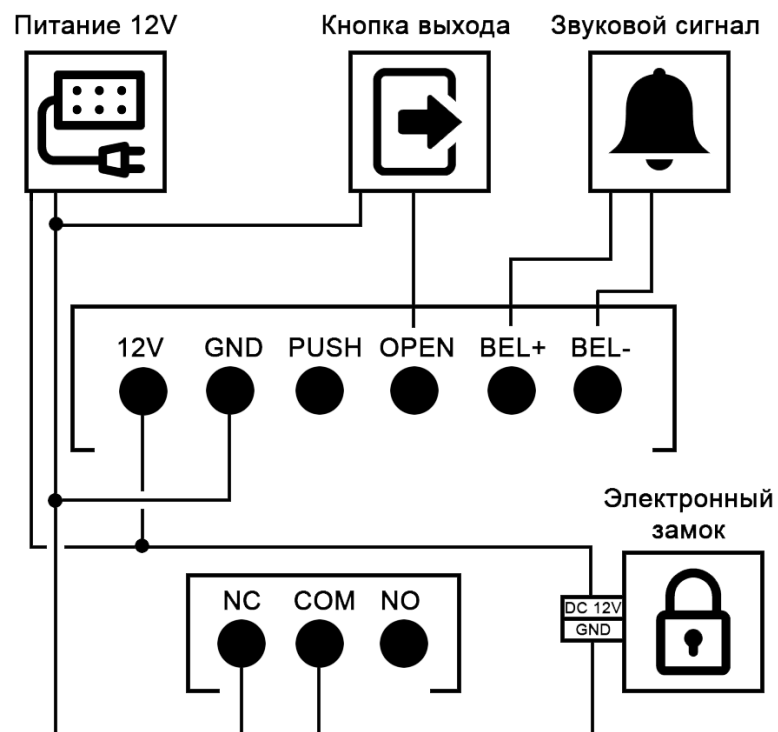 Питание 12V
Кнопка выхода
Звуковой сигнал
12V GND PUSH OPEN BEL+ BEL-
Электронный
замок
NC COM NO
DC 12V
GND